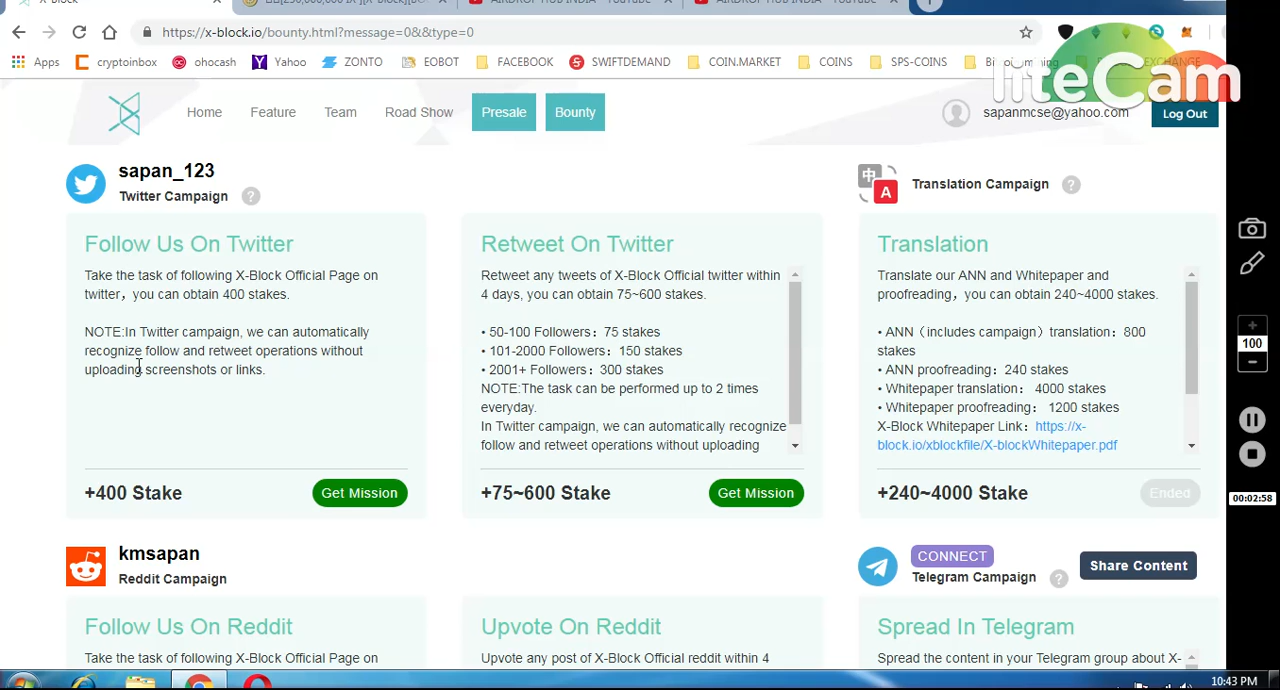 X-Block
AIRDROP HUB INDIA - YouTube
AIRDROP HUB INDIA - YouTube
https://x-block.io/bounty.html?message=0&&type=0
Apps
cryptoinbox
ohocash
Yahoo
ZONTO
EOBOT
FACEBOOK
SWIFTDEMAND
COIN.MARKET
COINS
SPS-COINS
EXCHANGE
liteCam
Home
Feature
Team
Road Show
Presale
Bounty
sapanmcse@yahoo.com
Log Out
sapan_123
Twitter Campaign ?
Follow Us On Twitter
Take the task of following X-Block Official Page on
twitter，you can obtain 400 stakes.
NOTE:In Twitter campaign, we can automatically
recognize follow and retweet operations without
uploading screenshots or links.
+400 Stake
Get Mission
Retweet On Twitter
Retweet any tweets of X-Block Official twitter within
4 days, you can obtain 75~600 stakes.
• 50-100 Followers：75 stakes
• 101-2000 Followers：150 stakes
• 2001+ Followers：300 stakes
NOTE:The task can be performed up to 2 times
everyday.
In Twitter campaign, we can automatically recognize
follow and retweet operations without uploading
+75~600 Stake
Get Mission
中
A
Translation Campaign ?
Translation
Translate our ANN and Whitepaper and
proofreading，you can obtain 240~4000 stakes.
• ANN（includes campaign）translation：800
stakes
• ANN proofreading：240 stakes
• Whitepaper translation： 4000 stakes
• Whitepaper proofreading： 1200 stakes
X-Block Whitepaper Link：https://x-
block.io/xblockfile/X-blockWhitepaper.pdf
+240~4000 Stake
Ended
kmsapan
Reddit Campaign
Follow Us On Reddit
Take the task of following X-Block Official Page on
Upvote On Reddit
Upvote any post of X-Block Official reddit within 4
CONNECT
Telegram Campaign ?
Share Content
Spread In Telegram
Spread the content in your Telegram group about X-
+
100
−
00:02:58
10:43 PM